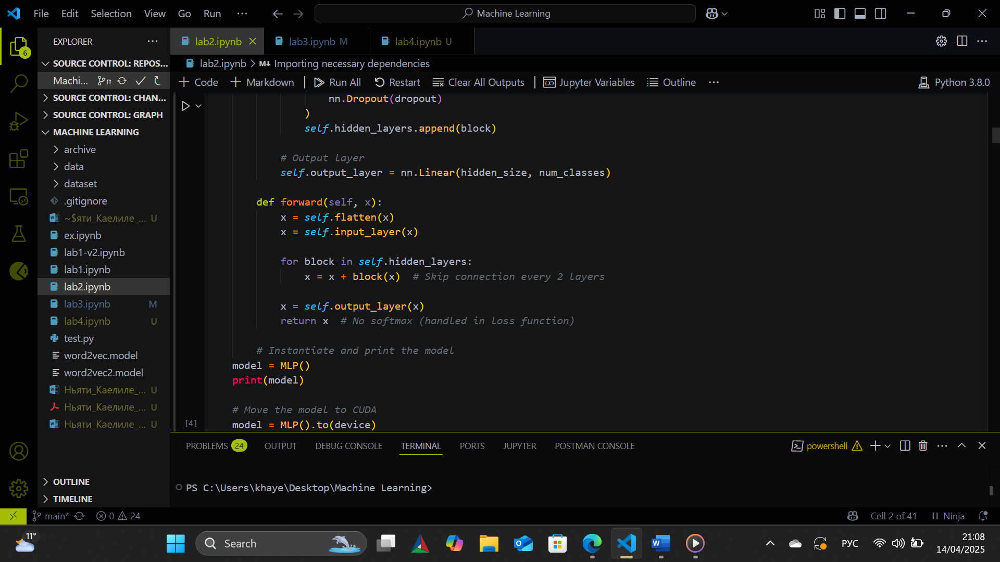 File Edit Selection View Go Run ···
Machine Learning
EXPLORER ···
6
lab2.ipynb
lab3.ipynb M
lab4.ipynb U
SOURCE CONTROL: REPOS...
lab2.ipynb > M↓ Importing necessary dependencies
Machi...
+ Code + Markdown | Run All Restart Clear All Outputs | Jupyter Variables Outline ··· Python 3.8.0
SOURCE CONTROL: CHAN...
SOURCE CONTROL: GRAPH
MACHINE LEARNING
archive
data
dataset
.gitignore
~$яти_Каелиле_... U
ex.ipynb
lab1-v2.ipynb
lab1.ipynb
lab2.ipynb
lab3.ipynb M
lab4.ipynb U
test.py
word2vec.model
word2vec2.model
Ньяти_Каелиле_... U
Ньяти_Каелиле_... U
Ньяти_Каелиле_... U
OUTLINE
TIMELINE
nn.Dropout(dropout)
)
self.hidden_layers.append(block)
# Output layer
self.output_layer = nn.Linear(hidden_size, num_classes)
def forward(self, x):
x = self.flatten(x)
x = self.input_layer(x)
for block in self.hidden_layers:
x = x + block(x) # Skip connection every 2 layers
x = self.output_layer(x)
return x # No softmax (handled in loss function)
# Instantiate and print the model
model = MLP()
print(model)
# Move the model to CUDA
[4]
model = MLP().to(device)
PROBLEMS 24 OUTPUT DEBUG CONSOLE TERMINAL PORTS JUPYTER POSTMAN CONSOLE
powershell
PS C:\Users\khaye\Desktop\Machine Learning>
main* 0 24
Cell 2 of 41 Ninja
11°
Search
РУС
21:08
14/04/2025